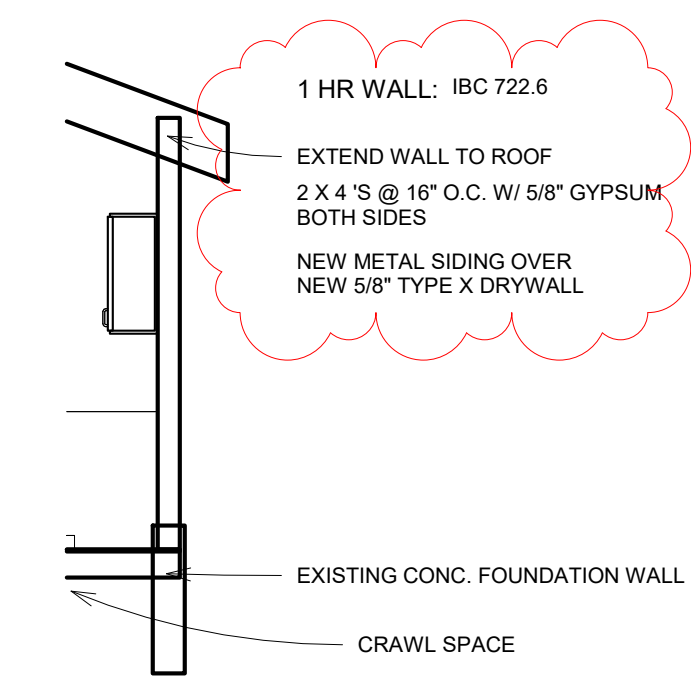 1 HR WALL: IBC 722.6
EXTEND WALL TO ROOF
2 X 4 'S @ 16" O.C. W/ 5/8" GYPSUM
BOTH SIDES
NEW METAL SIDING OVER
NEW 5/8" TYPE X DRYWALL
EXISTING CONC. FOUNDATION WALL
CRAWL SPACE